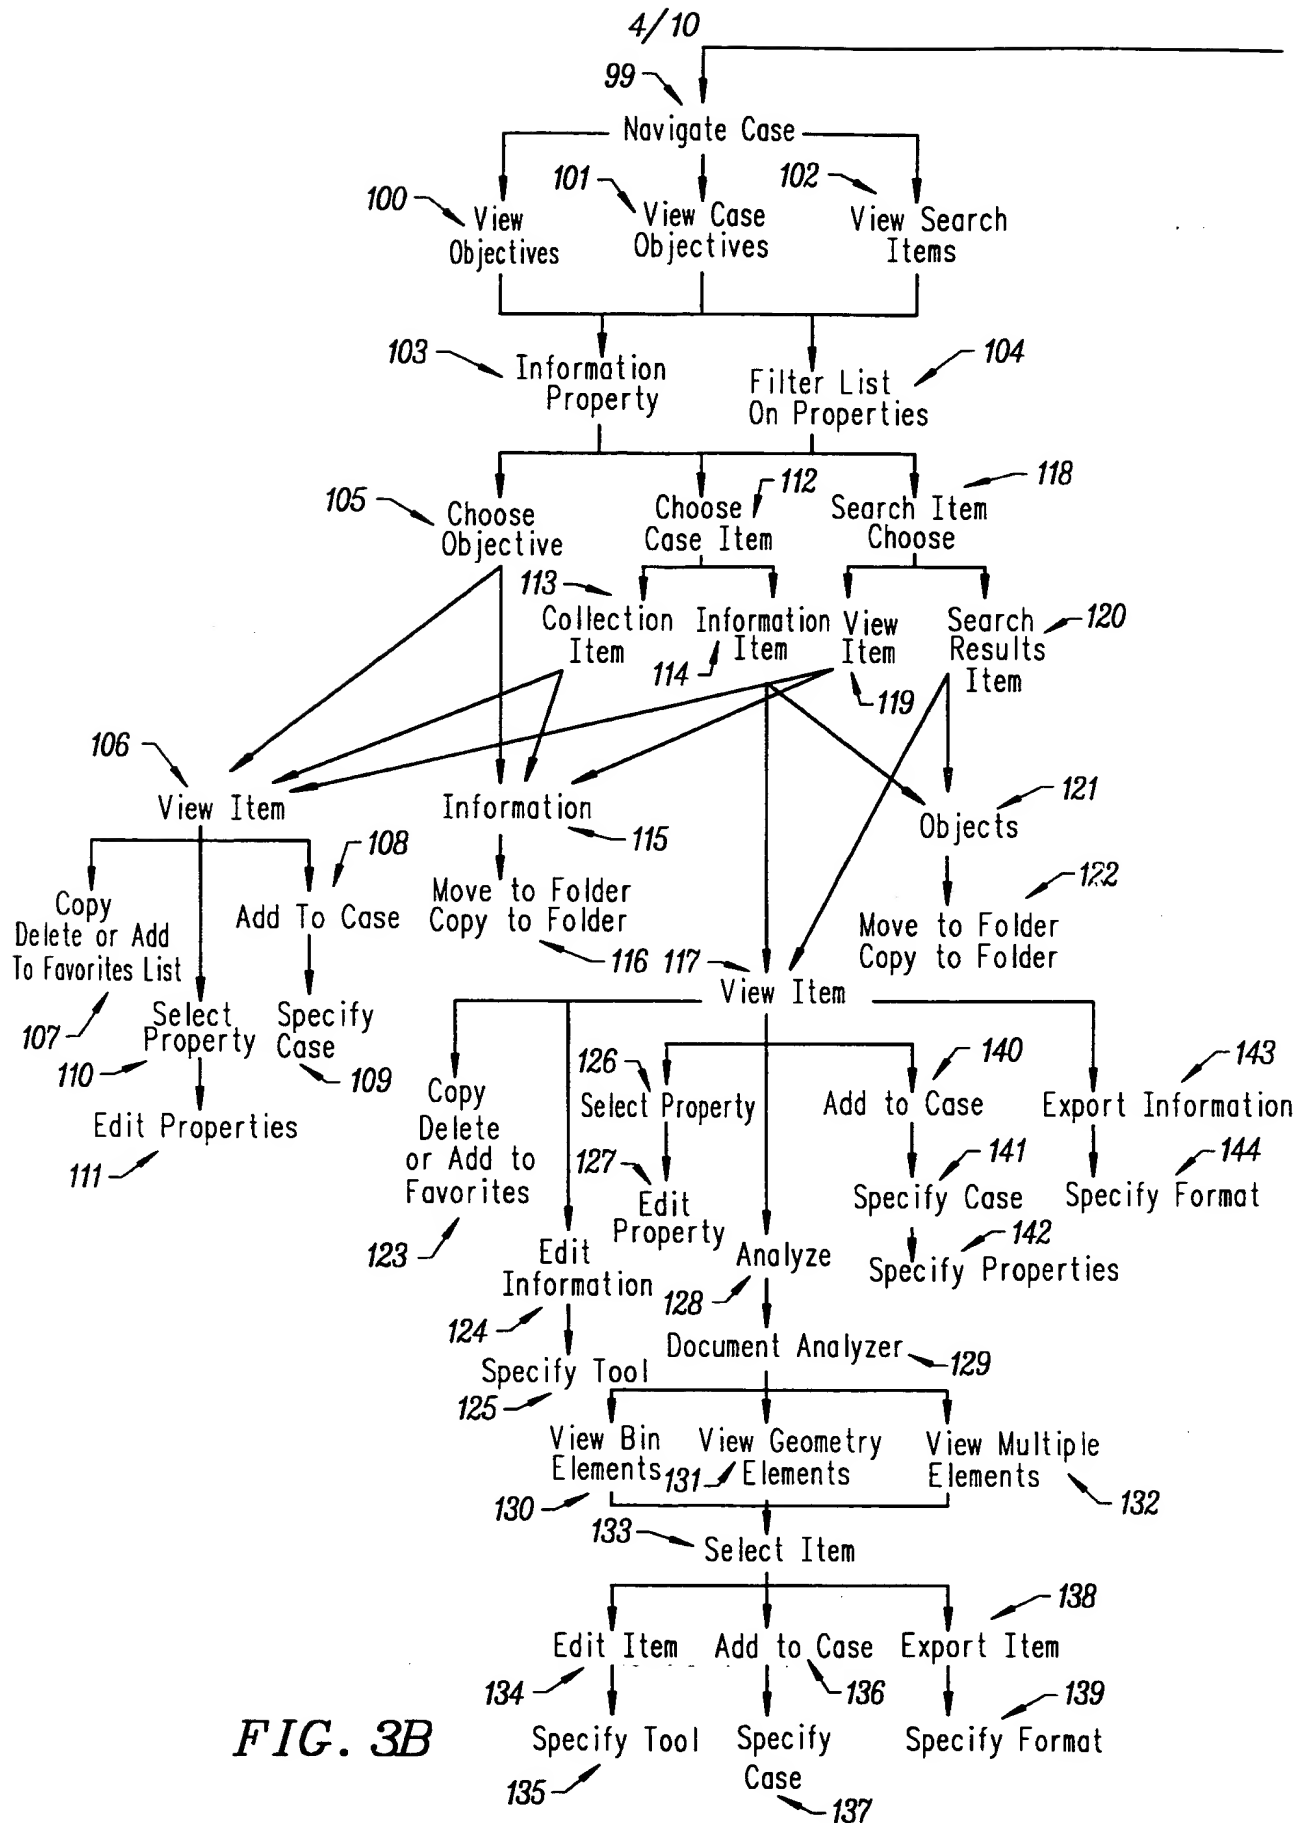 4/10
99
Navigate Case
100
View
Objectives
101
View Case
Objectives
102
View Search
Items
103
Information
Property
104
Filter List
On Properties
105
Choose
Objective
112
Choose
Case Item
118
Search Item
Choose
113
Collection
Item
Information
Item
114
View
Item
119
Search
Results
Item
120
106
View Item
Information
115
121
Objects
Copy
Delete or Add
To Favorites List
107
108
Add To Case
Move to Folder
Copy to Folder
116
122
Move to Folder
Copy to Folder
117
View Item
Select
Property
110
Specify
Case
109
Edit Properties
111
Copy
Delete
or Add to
Favorites
123
126
Select Property
127
Edit
Property
140
Add to Case
141
Specify Case
142
Specify Properties
143
Export Information
144
Specify Format
Edit
Information
124
Specify Tool
125
Analyze
128
Document Analyzer
129
View Bin
Elements
130
View Geometry
Elements
131
View Multiple
Elements
132
133
Select Item
Edit Item
134
Add to Case
136
138
Export Item
Specify Tool
135
Specify
Case
137
139
Specify Format
FIG. 3B